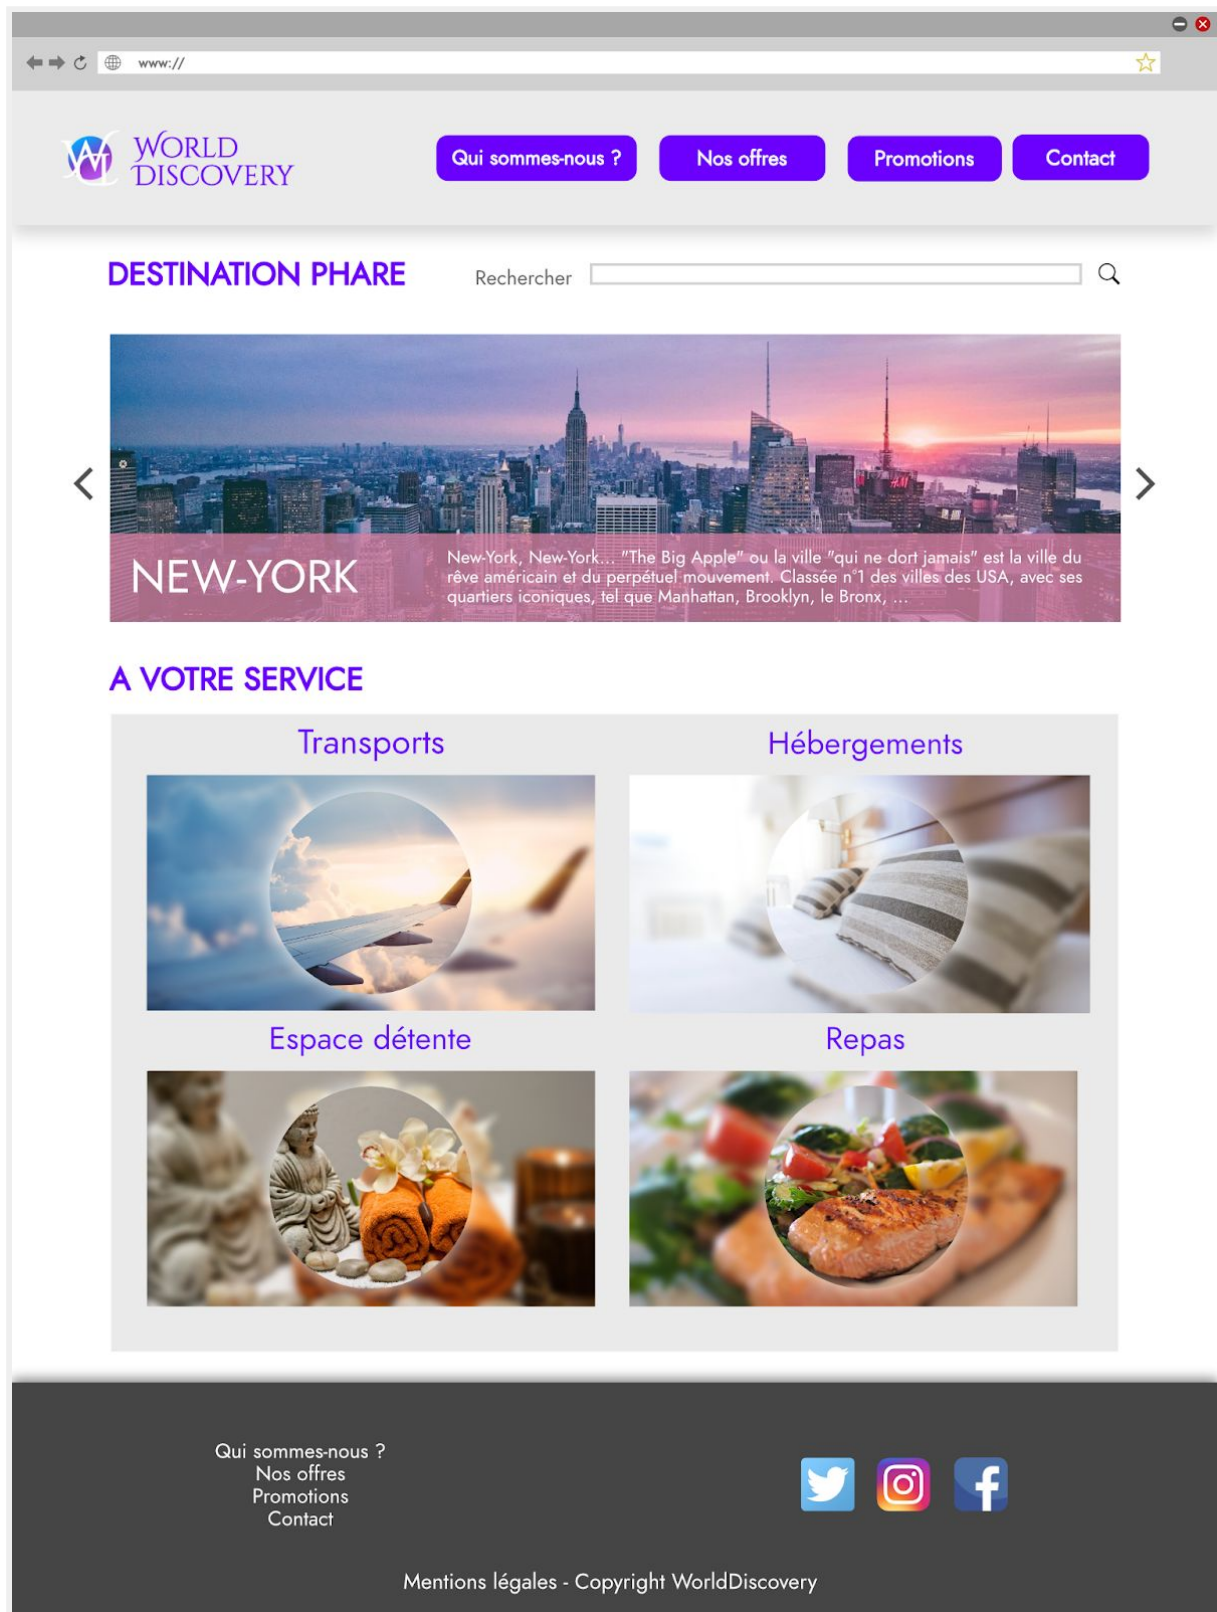 www://
WORLD
DISCOVERY
Qui sommes-nous ?
Nos offres
Promotions
Contact
DESTINATION PHARE
Rechercher
NEW-YORK
New-York, New-York... "The Big Apple" ou la ville "qui ne dort jamais" est la ville du
rêve américain et du perpétuel mouvement. Classée n°1 des villes des USA, avec ses
quartiers iconiques, tel que Manhattan, Brooklyn, le Bronx, ...
A VOTRE SERVICE
Transports
Hébergements
Espace détente
Repas
Qui sommes-nous ?
Nos offres
Promotions
Contact
Mentions légales - Copyright WorldDiscovery